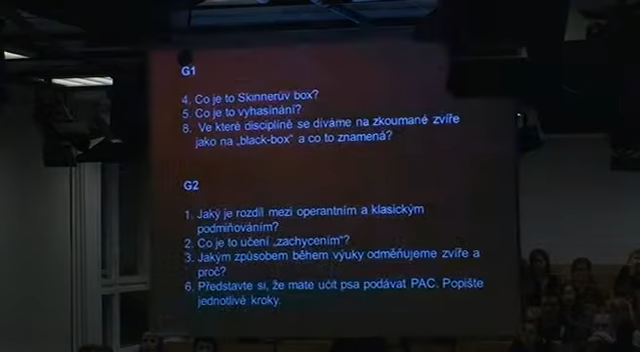 G1
4. Co je to Skinnerův box?
5. Co je to vyhasínání?
8. Ve které disciplíně se díváme na zkoumané zvíře
jako na „black-box“ a co to znamená?
G2
1. Jaký je rozdíl mezi operantním a klasickým
podmiňováním?
2. Co je to učení „zachycením“?
3. Jakým způsobem během výuky odměňujeme zvíře a
proč?
6. Představte si, že máte učit psa podávat PAC. Popište
jednotlivé kroky.